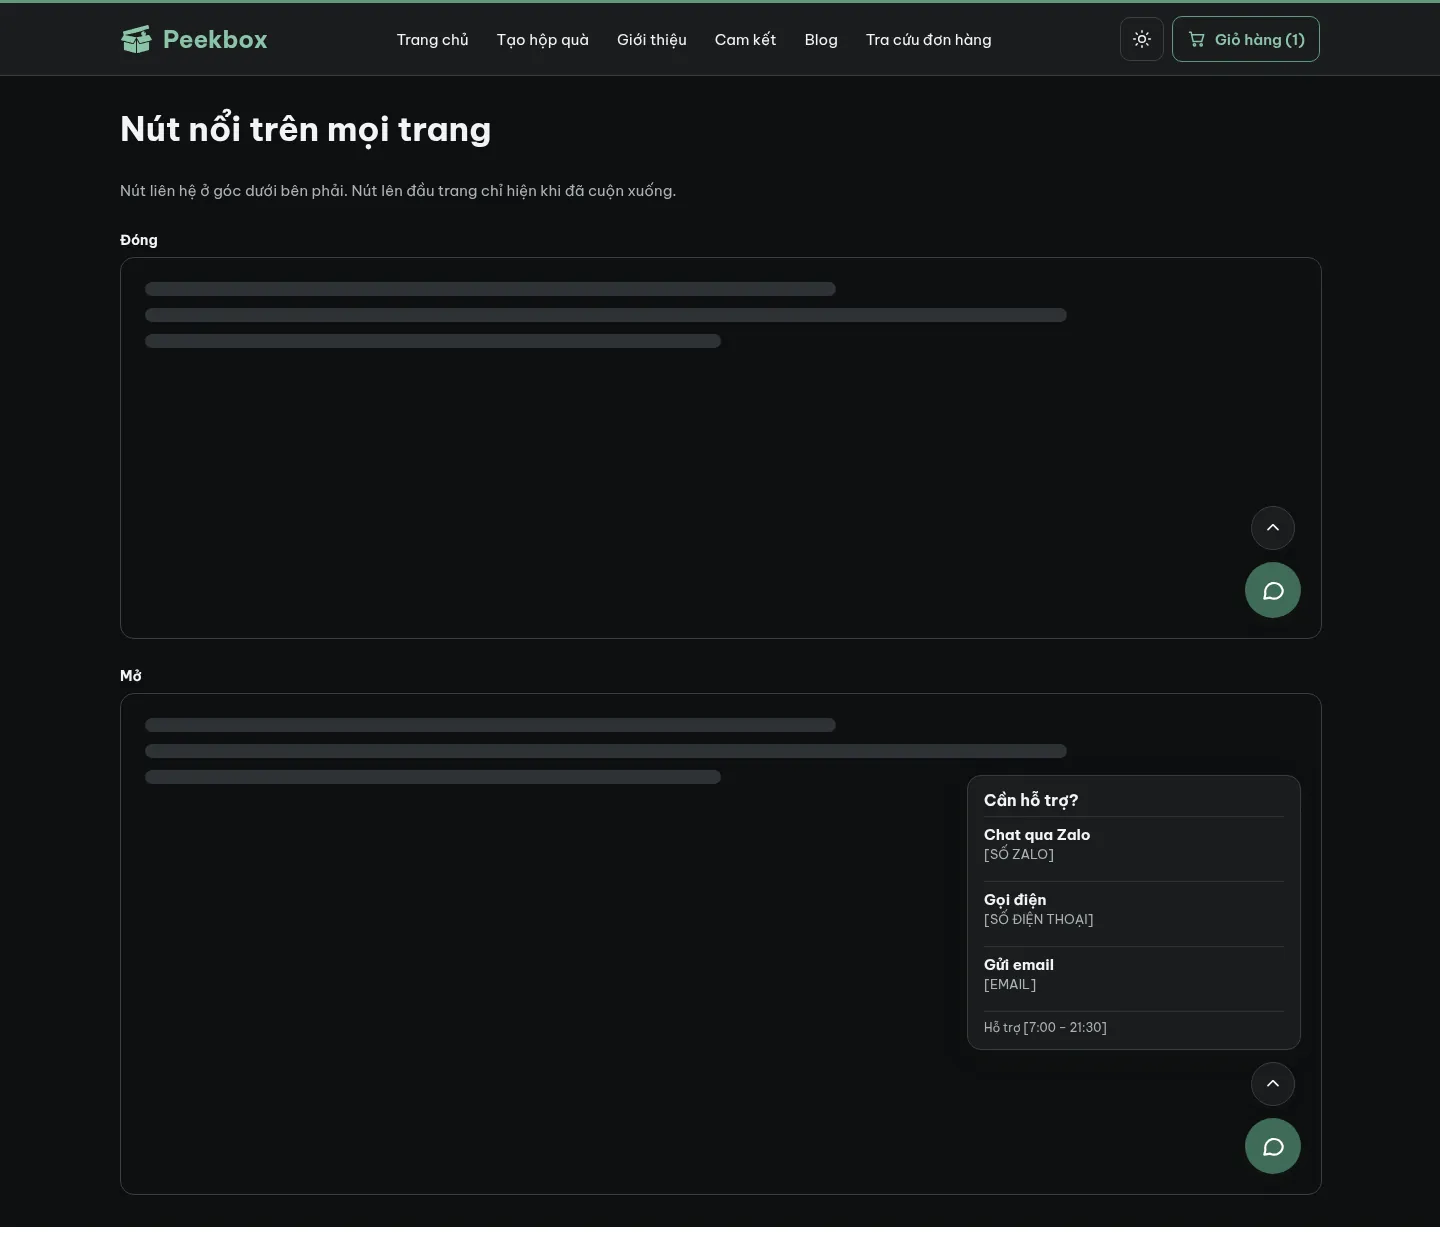 Peekbox
Trang chủ
Tạo hộp quà
Giới thiệu
Cam kết
Blog
Tra cứu đơn hàng
Giỏ hàng (1)
Nút nổi trên mọi trang
Nút liên hệ ở góc dưới bên phải. Nút lên đầu trang chỉ hiện khi đã cuộn xuống.
Đóng
Mở
Cần hỗ trợ?
Chat qua Zalo
[SỐ ZALO]
Gọi điện
[SỐ ĐIỆN THOẠI]
Gửi email
[EMAIL]
Hỗ trợ [7:00 – 21:30]